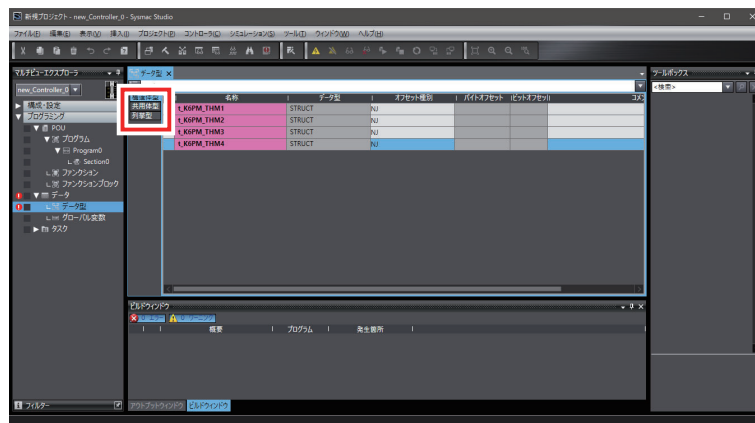 新規プロジェクト - new_Controller_0 - Sysmac Studio
ファイル(F) 編集(E) 表示(V) 挿入(I) プロジェクト(P) コントローラ(C) シミュレーション(S) ツール(T) ウィンドウ(W) ヘルプ(H)
マルチビューエクスプローラ
new_Controller_0
構成・設定
プログラミング
POU
プログラム
Program0
Section0
ファンクション
ファンクションブロック
データ
データ型
グローバル変数
タスク
フィルター
データ型
構造体型
共用体型
列挙型
名称 データ型 オフセット種別 バイトオフセット ビットオフセット
t_K6PM_THM1 STRUCT NJ
t_K6PM_THM2 STRUCT NJ
t_K6PM_THM3 STRUCT NJ
t_K6PM_THM4 STRUCT NJ
ビルドウィンドウ
0 エラー 0 ワーニング
概要 プログラム 発生箇所
アウトプットウィンドウ ビルドウィンドウ
ツールボックス
<検索>